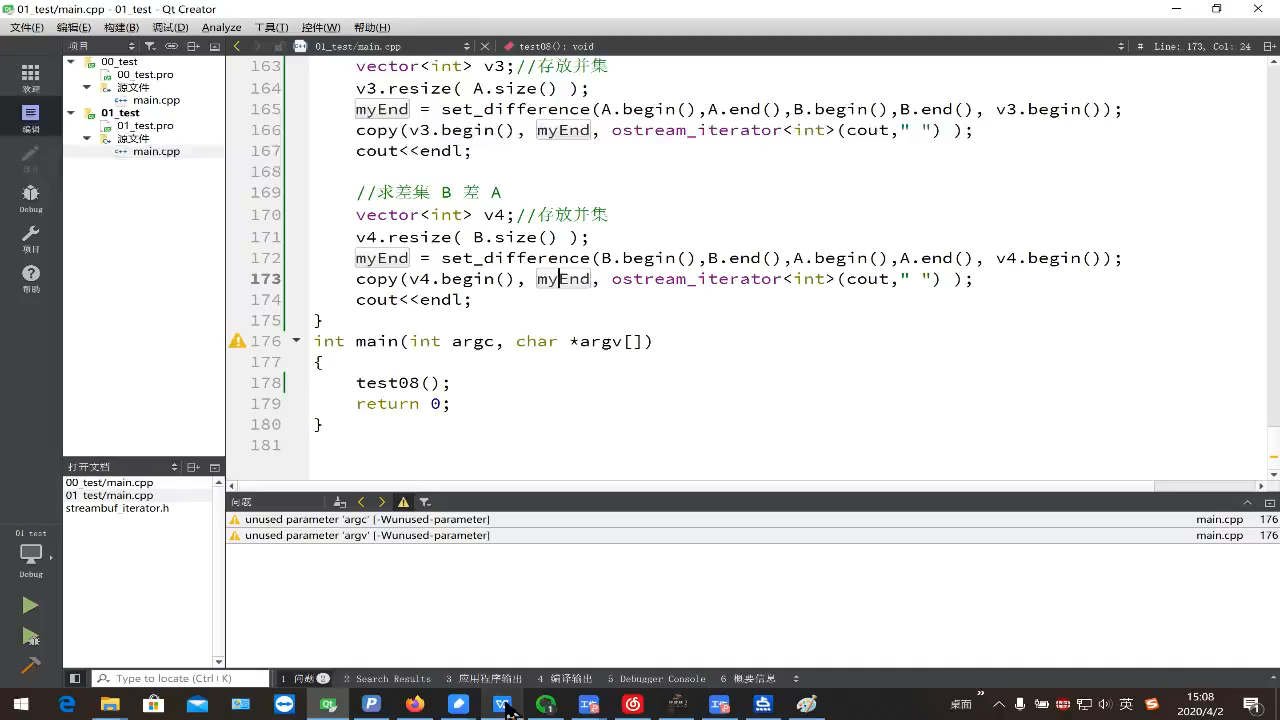 01_test/main.cpp - 01_test - Qt Creator
文件(F) 编辑(E) 构建(B) 调试(D) Analyze 工具(T) 控件(W) 帮助(H)
项目 01_test/main.cpp test08(): void # Line: 173, Col: 24
00_test
00_test.pro
源文件
main.cpp
01_test
01_test.pro
源文件
main.cpp
欢迎
编辑
设计
Debug
项目
帮助
163 vector<int> v3;//存放并集
164 v3.resize( A.size() );
165 myEnd = set_difference(A.begin(),A.end(),B.begin(),B.end(), v3.begin());
166 copy(v3.begin(), myEnd, ostream_iterator<int>(cout," ") );
167 cout<<endl;
168
169 //求差集 B 差 A
170 vector<int> v4;//存放并集
171 v4.resize( B.size() );
172 myEnd = set_difference(B.begin(),B.end(),A.begin(),A.end(), v4.begin());
173 copy(v4.begin(), myEnd, ostream_iterator<int>(cout," ") );
174 cout<<endl;
175 }
176 int main(int argc, char *argv[])
177 {
178 test08();
179 return 0;
180 }
181
打开文档
00_test/main.cpp
01_test/main.cpp
streambuf_iterator.h
01 test
Debug
问题
unused parameter 'argc' [-Wunused-parameter] main.cpp 176
unused parameter 'argv' [-Wunused-parameter] main.cpp 176
Type to locate (Ctrl+K) 1 问题 2 2 Search Results 3 应用程序输出 4 编译输出 5 Debugger Console 6 概要信息
桌面 » 英 15:08
2020/4/2